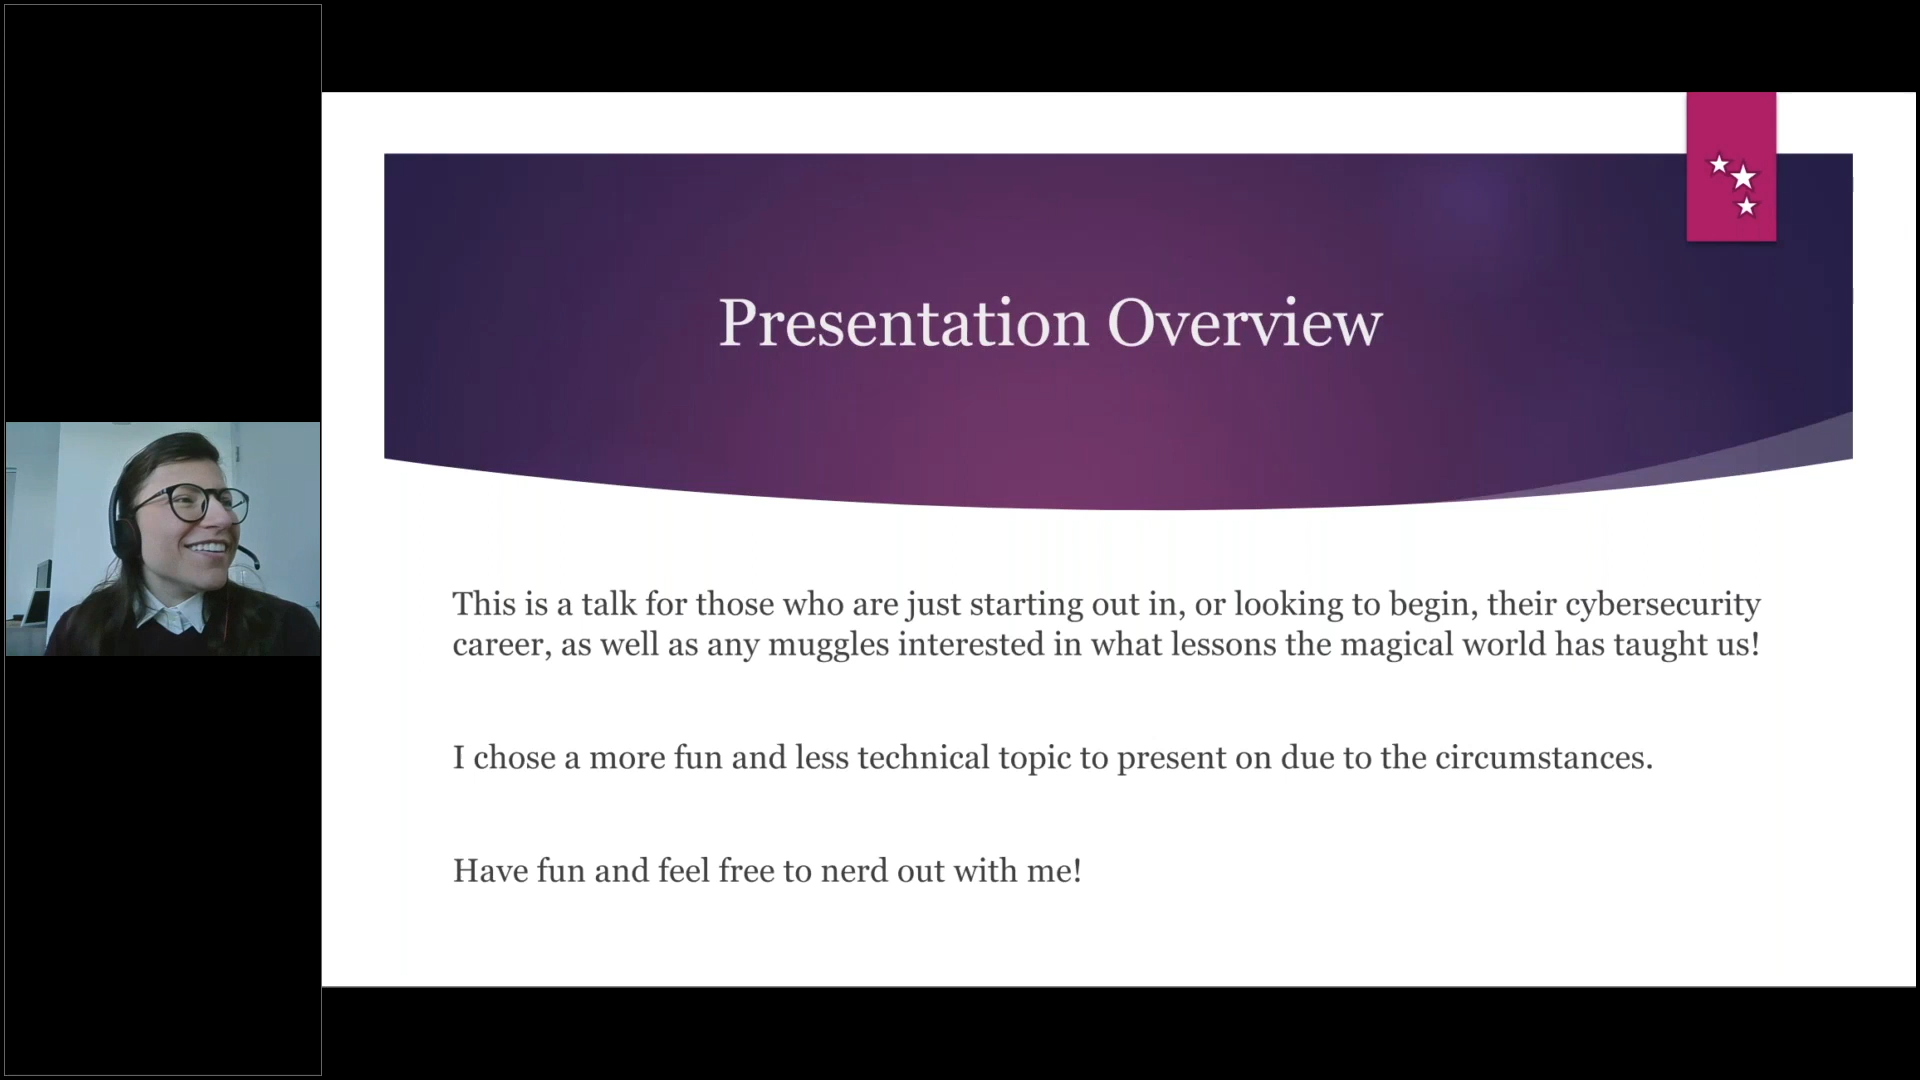 Presentation Overview
This is a talk for those who are just starting out in, or looking to begin, their cybersecurity
career, as well as any muggles interested in what lessons the magical world has taught us!
I chose a more fun and less technical topic to present on due to the circumstances.
Have fun and feel free to nerd out with me!